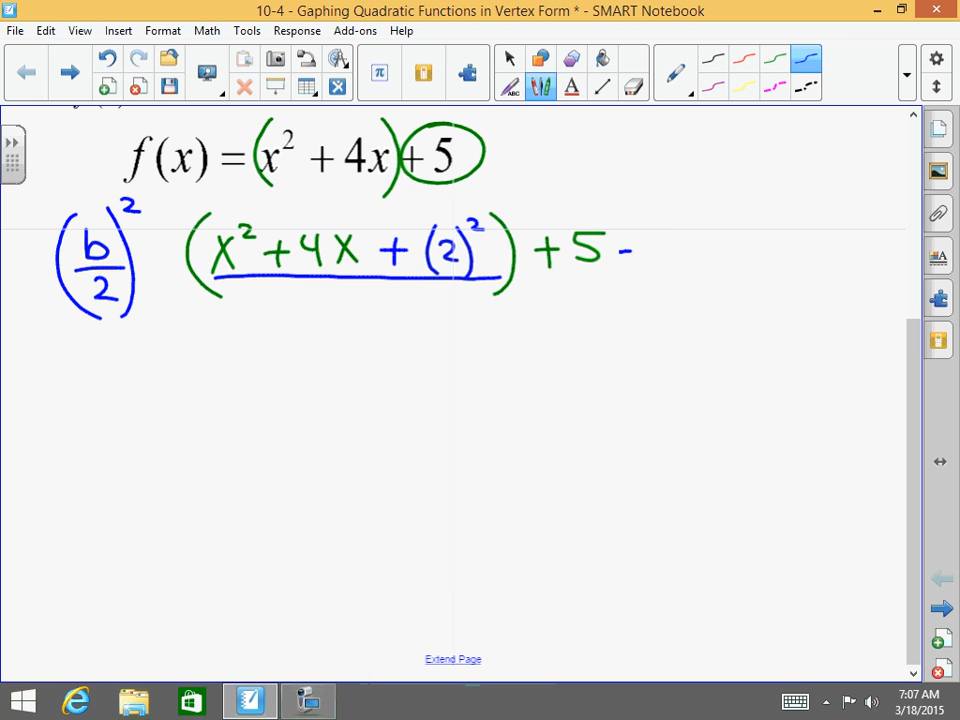 10-4 - Gaphing Quadratic Functions in Vertex Form * - SMART Notebook
File Edit View Insert Format Math Tools Response Add-ons Help
f(x) = (x² + 4x) + 5
(b/2)² (x² + 4x + (2)²) + 5 -
Extend Page
7:07 AM
3/18/2015